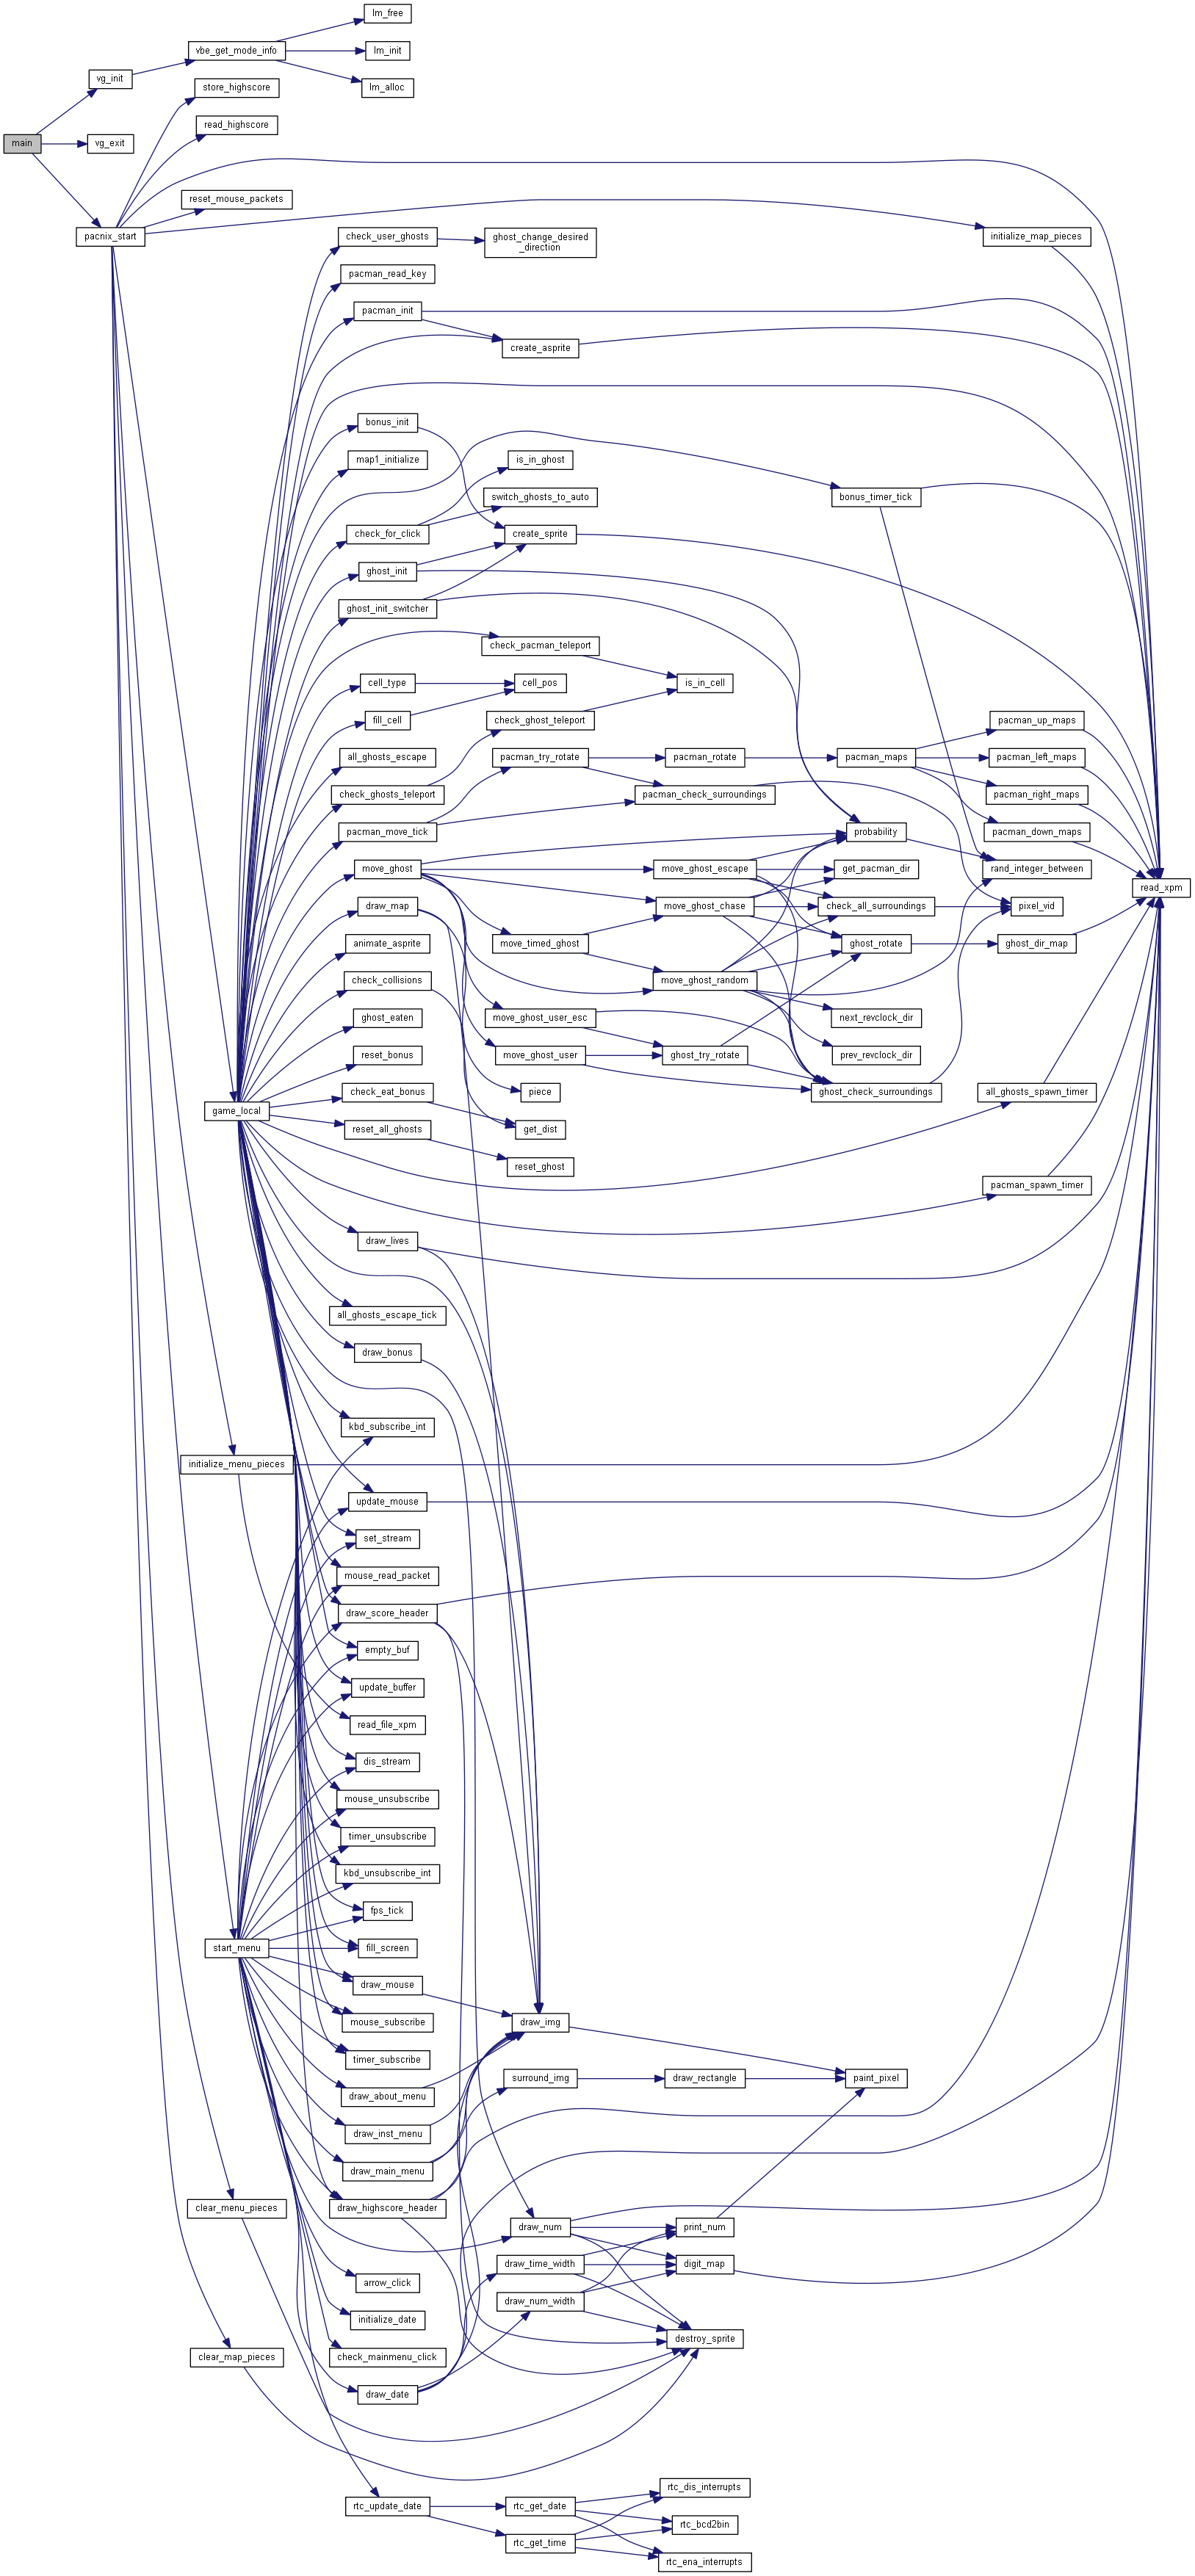 lm_free
vbe_get_mode_info
lm_init
vg_init
store_highscore
lm_alloc
read_highscore
main
vg_exit
reset_mouse_packets
pacnix_start
check_user_ghosts
ghost_change_desired
_direction
initialize_map_pieces
pacman_read_key
pacman_init
create_asprite
bonus_init
map1_initialize
is_in_ghost
switch_ghosts_to_auto
bonus_timer_tick
check_for_click
create_sprite
ghost_init
ghost_init_switcher
check_pacman_teleport
cell_type
cell_pos
is_in_cell
fill_cell
check_ghost_teleport
pacman_up_maps
all_ghosts_escape
pacman_try_rotate
pacman_rotate
pacman_maps
pacman_left_maps
check_ghosts_teleport
pacman_check_surroundings
pacman_right_maps
pacman_move_tick
probability
pacman_down_maps
move_ghost
move_ghost_escape
get_pacman_dir
rand_integer_between
read_xpm
draw_map
move_ghost_chase
check_all_surroundings
pixel_vid
animate_asprite
move_timed_ghost
ghost_rotate
ghost_dir_map
check_collisions
move_ghost_random
ghost_eaten
move_ghost_user_esc
next_revclock_dir
reset_bonus
move_ghost_user
ghost_try_rotate
prev_revclock_dir
check_eat_bonus
piece
ghost_check_surroundings
all_ghosts_spawn_timer
game_local
reset_all_ghosts
get_dist
reset_ghost
pacman_spawn_timer
draw_lives
all_ghosts_escape_tick
draw_bonus
kbd_subscribe_int
initialize_menu_pieces
update_mouse
set_stream
mouse_read_packet
draw_score_header
empty_buf
update_buffer
read_file_xpm
dis_stream
mouse_unsubscribe
timer_unsubscribe
kbd_unsubscribe_int
fps_tick
start_menu
fill_screen
draw_mouse
mouse_subscribe
draw_img
timer_subscribe
surround_img
draw_rectangle
paint_pixel
draw_about_menu
draw_inst_menu
draw_main_menu
clear_menu_pieces
draw_highscore_header
draw_num
print_num
draw_time_width
digit_map
arrow_click
draw_num_width
initialize_date
destroy_sprite
clear_map_pieces
check_mainmenu_click
draw_date
rtc_dis_interrupts
rtc_update_date
rtc_get_date
rtc_bcd2bin
rtc_get_time
rtc_ena_interrupts